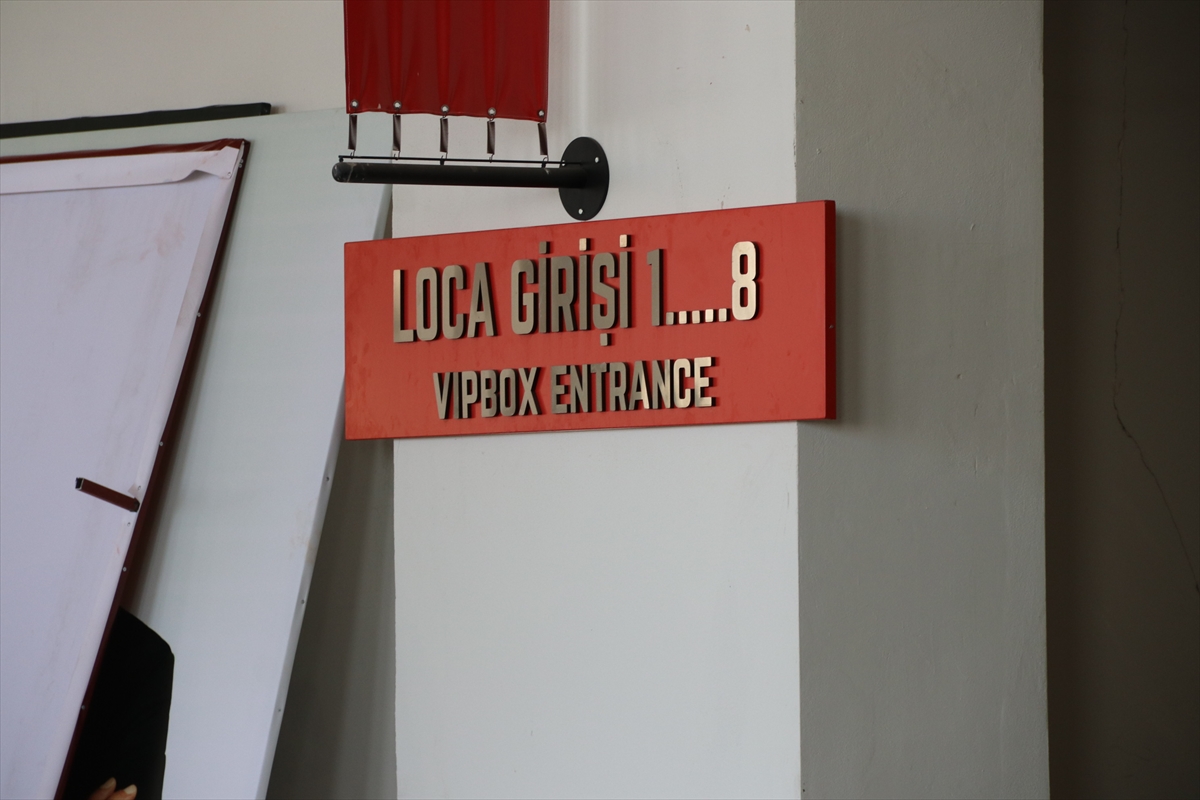 LOCA GİRİŞİ 1.....8
VIPBOX ENTRANCE